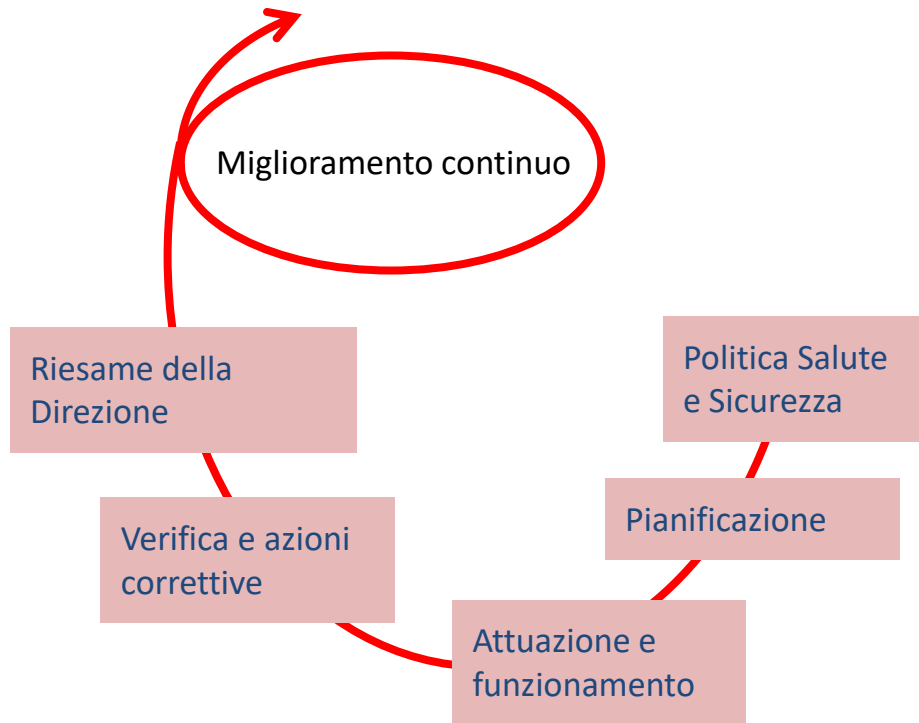 Miglioramento continuo
Riesame della
Direzione
Politica Salute
e Sicurezza
Verifica e azioni
correttive
Pianificazione
Attuazione e
funzionamento